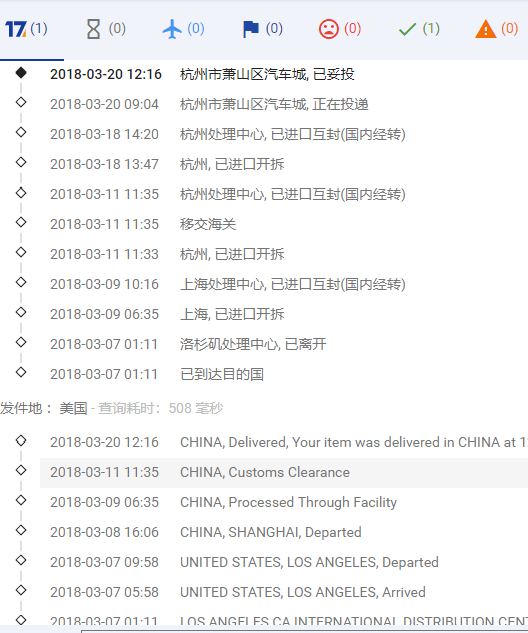 17 (1) (0) (0) (0) (0) (1) (0)
2018-03-20 12:16 杭州市萧山区汽车城, 已妥投
2018-03-20 09:04 杭州市萧山区汽车城, 正在投递
2018-03-18 14:20 杭州处理中心, 已进口互封(国内经转)
2018-03-18 13:47 杭州, 已进口开拆
2018-03-11 11:35 杭州处理中心, 已进口互封(国内经转)
2018-03-11 11:35 移交海关
2018-03-11 11:33 杭州, 已进口开拆
2018-03-09 10:16 上海处理中心, 已进口互封(国内经转)
2018-03-09 06:35 上海, 已进口开拆
2018-03-07 01:11 洛杉矶处理中心, 已离开
2018-03-07 01:11 已到达目的国
发件地： 美国 - 查询耗时： 508 毫秒
2018-03-20 12:16 CHINA, Delivered, Your item was delivered in CHINA at 1
2018-03-11 11:35 CHINA, Customs Clearance
2018-03-09 06:35 CHINA, Processed Through Facility
2018-03-08 16:06 CHINA, SHANGHAI, Departed
2018-03-07 09:58 UNITED STATES, LOS ANGELES, Departed
2018-03-07 05:58 UNITED STATES, LOS ANGELES, Arrived
2018-03-07 01:11 LOS ANGELES CA INTERNATIONAL DISTRIBUTION CEN